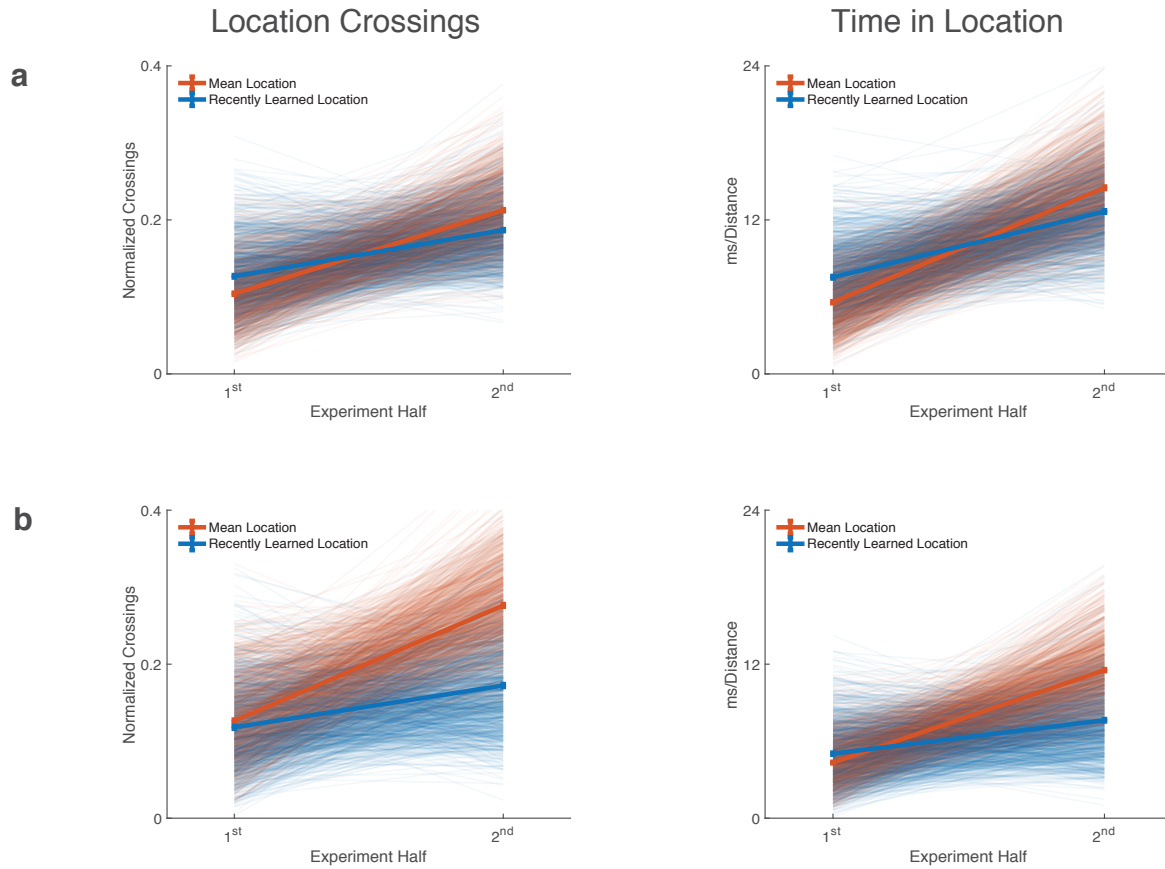 Location Crossings
Time in Location
a
0.4
Mean Location
Recently Learned Location
Normalized Crossings
0.2
0
1st
2nd
Experiment Half
24
Mean Location
Recently Learned Location
ms/Distance
12
0
1st
2nd
Experiment Half
b
0.4
Mean Location
Recently Learned Location
Normalized Crossings
0.2
0
1st
2nd
Experiment Half
24
Mean Location
Recently Learned Location
ms/Distance
12
0
1st
2nd
Experiment Half